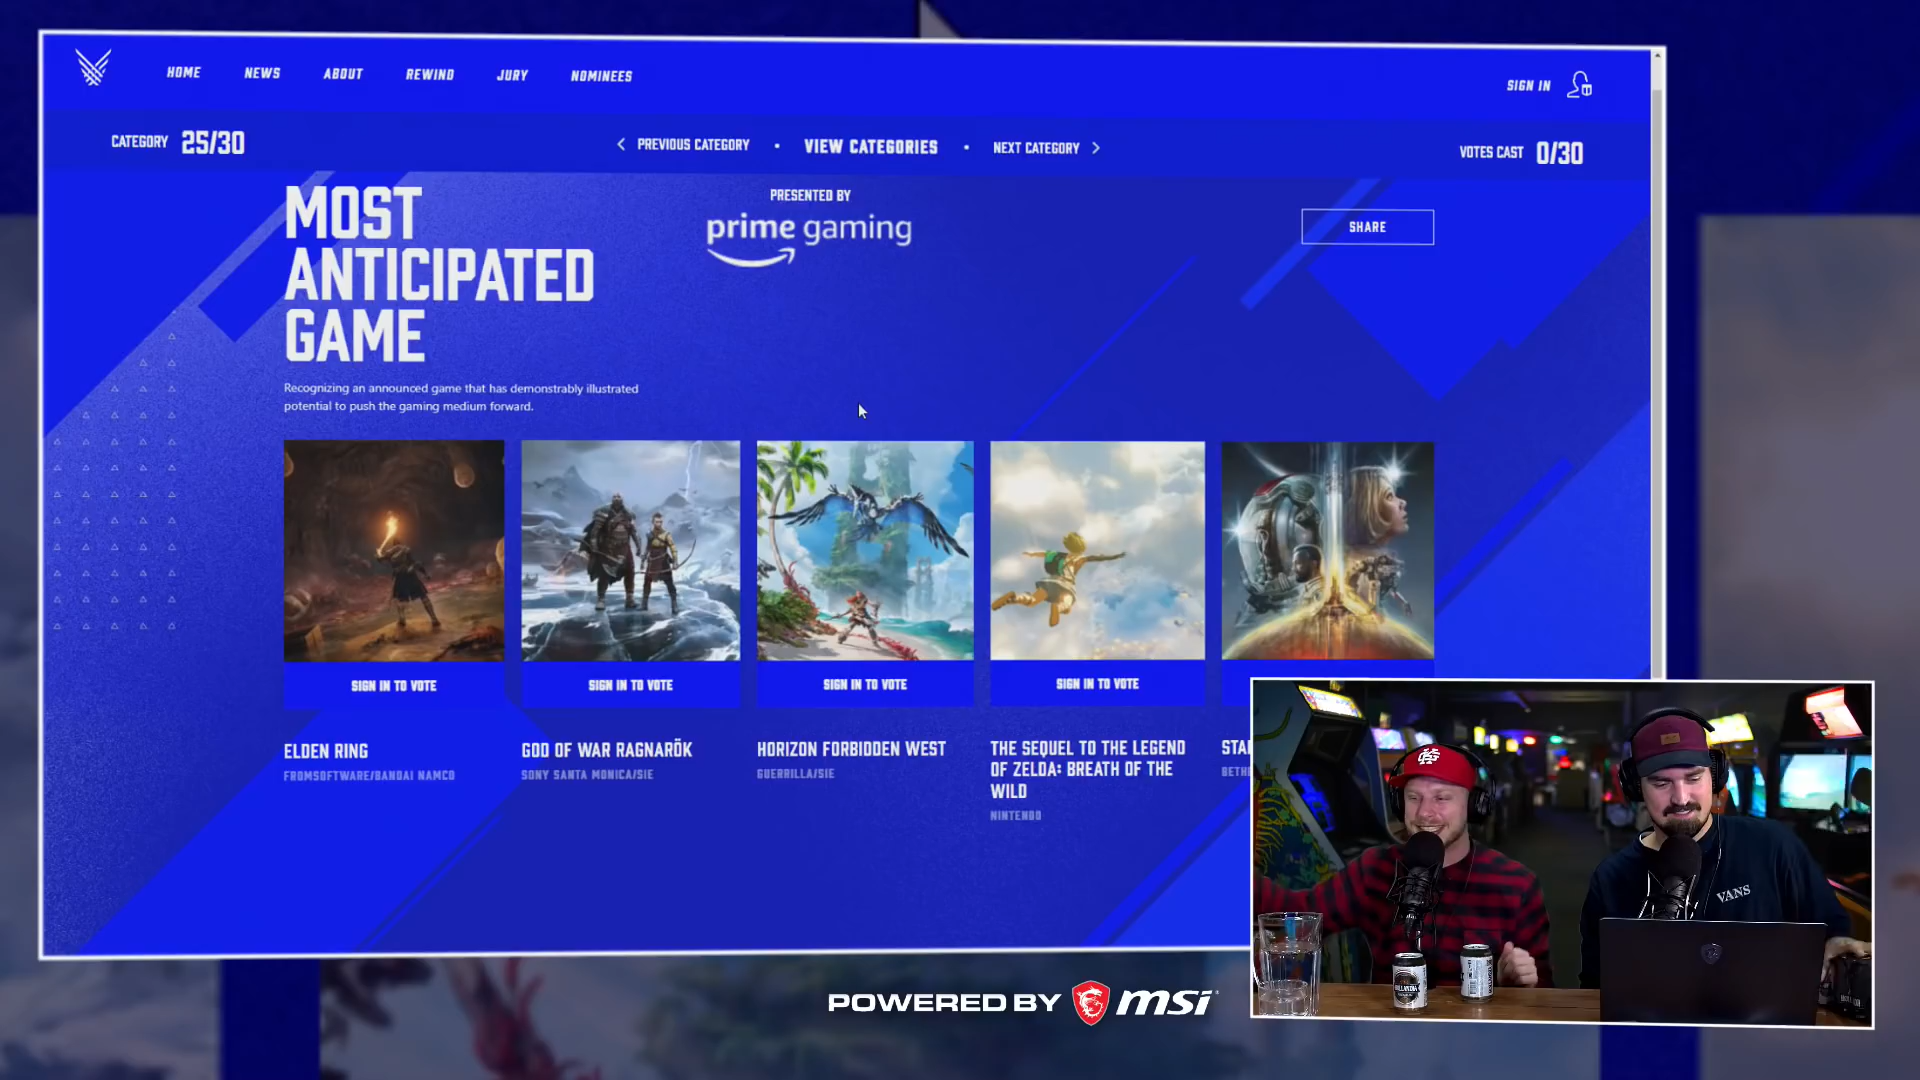 HOME NEWS ABOUT REWIND JURY NOMINEES
SIGN IN
CATEGORY 25/30
PREVIOUS CATEGORY • VIEW CATEGORIES • NEXT CATEGORY
VOTES CAST 0/30
MOST
ANTICIPATED
GAME
PRESENTED BY
prime gaming
SHARE
Recognizing an announced game that has demonstrably illustrated
potential to push the gaming medium forward.
SIGN IN TO VOTE
SIGN IN TO VOTE
SIGN IN TO VOTE
SIGN IN TO VOTE
ELDEN RING
FROMSOFTWARE/BANDAI NAMCO
GOD OF WAR RAGNARÖK
SONY SANTA MONICA/SIE
HORIZON FORBIDDEN WEST
GUERRILLA/SIE
THE SEQUEL TO THE LEGEND
OF ZELDA: BREATH OF THE
WILD
NINTENDO
STA
BETH
VANS
POWERED BY msi